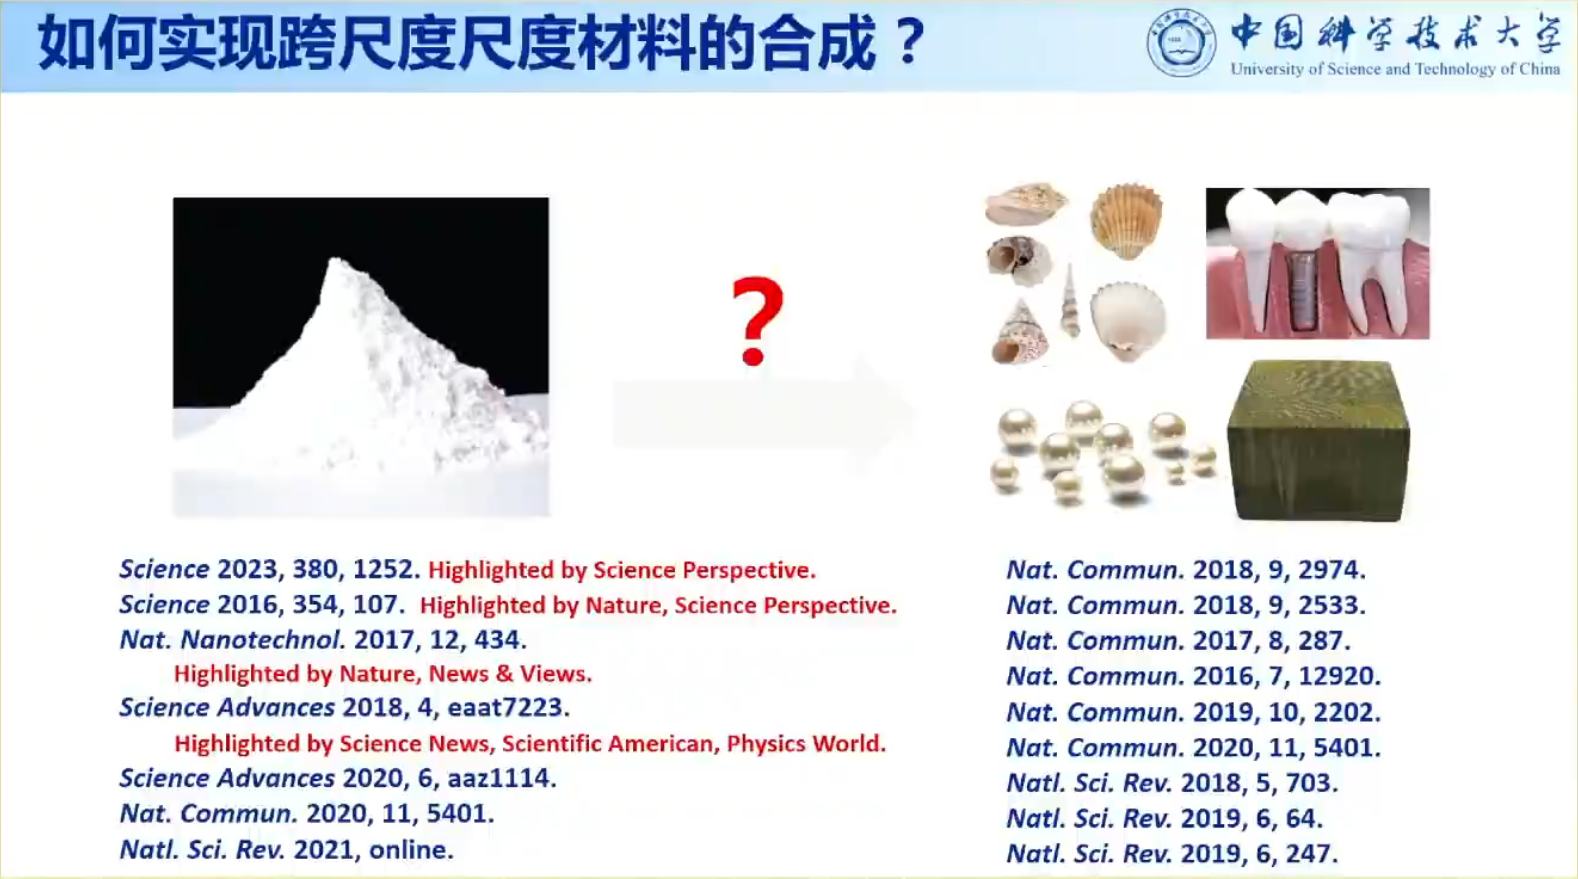 如何实现跨尺度尺度材料的合成？
中国科学技术大学
University of Science and Technology of China
?
Science 2023, 380, 1252. Highlighted by Science Perspective.
Science 2016, 354, 107. Highlighted by Nature, Science Perspective.
Nat. Nanotechnol. 2017, 12, 434.
Highlighted by Nature, News & Views.
Science Advances 2018, 4, eaat7223.
Highlighted by Science News, Scientific American, Physics World.
Science Advances 2020, 6, aaz1114.
Nat. Commun. 2020, 11, 5401.
Natl. Sci. Rev. 2021, online.
Nat. Commun. 2018, 9, 2974.
Nat. Commun. 2018, 9, 2533.
Nat. Commun. 2017, 8, 287.
Nat. Commun. 2016, 7, 12920.
Nat. Commun. 2019, 10, 2202.
Nat. Commun. 2020, 11, 5401.
Natl. Sci. Rev. 2018, 5, 703.
Natl. Sci. Rev. 2019, 6, 64.
Natl. Sci. Rev. 2019, 6, 247.